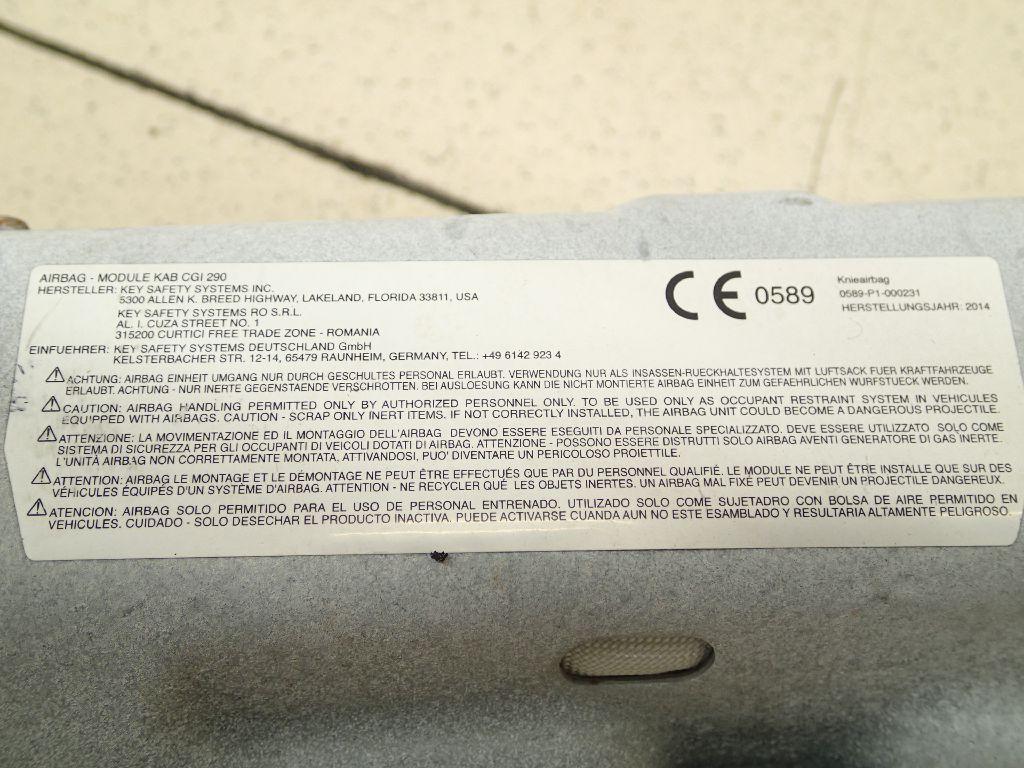 AIRBAG - MODULE KAB CGI 290
HERSTELLER: KEY SAFETY SYSTEMS INC.
5300 ALLEN K. BREED HIGHWAY, LAKELAND, FLORIDA 33811, USA
KEY SAFETY SYSTEMS RO S.R.L.
AL. I. CUZA STREET NO. 1
315200 CURTICI FREE TRADE ZONE - ROMANIA
EINFUEHRER: KEY SAFETY SYSTEMS DEUTSCHLAND GmbH
KELSTERBACHER STR. 12-14, 65479 RAUNHEIM, GERMANY, TEL.: +49 6142 923 4
CE 0589
Knieairbag
0589-P1-000231
HERSTELLUNGSJAHR: 2014
ACHTUNG: AIRBAG EINHEIT UMGANG NUR DURCH GESCHULTES PERSONAL ERLAUBT. VERWENDUNG NUR ALS INSASSEN-RUECKHALTESYSTEM MIT LUFTSACK FUER KRAFTFAHRZEUGE
ERLAUBT. ACHTUNG - NUR INERTE GEGENSTAENDE VERSCHROTTEN. BEI AUSLOESUNG KANN DIE NICHT MONTIERTE AIRBAG EINHEIT ZUM GEFAEHRLICHEN WURFSTUECK WERDEN.
CAUTION: AIRBAG HANDLING PERMITTED ONLY BY AUTHORIZED PERSONNEL ONLY. TO BE USED ONLY AS OCCUPANT RESTRAINT SYSTEM IN VEHICLES
EQUIPPED WITH AIRBAGS. CAUTION - SCRAP ONLY INERT ITEMS. IF NOT CORRECTLY INSTALLED, THE AIRBAG UNIT COULD BECOME A DANGEROUS PROJECTILE.
ATTENZIONE: LA MOVIMENTAZIONE ED IL MONTAGGIO DELL'AIRBAG DEVONO ESSERE ESEGUITI DA PERSONALE SPECIALIZZATO. DEVE ESSERE UTILIZZATO SOLO COME
SISTEMA DI SICUREZZA PER GLI OCCUPANTI DI VEICOLI DOTATI DI AIRBAG. ATTENZIONE - POSSONO ESSERE DISTRUTTI SOLO AIRBAG AVENTI GENERATORE DI GAS INERTE.
L'UNITÀ AIRBAG NON CORRETTAMENTE MONTATA, ATTIVANDOSI, PUO' DIVENTARE UN PERICOLOSO PROIETTILE.
ATTENTION: AIRBAG LE MONTAGE ET LE DÉMONTAGE NE PEUT ÊTRE EFFECTUÉS QUE PAR DU PERSONNEL QUALIFIÉ. LE MODULE NE PEUT ÊTRE INSTALLE QUE SUR DES
VÉHICULES ÉQUIPÉS D'UN SYSTÈME D'AIRBAG. ATTENTION - NE RECYCLER QUÉ LES OBJETS INERTES. UN AIRBAG MAL FIXÉ PEUT DEVENIR UN PROJECTILE DANGEREUX.
ATENCION: AIRBAG SOLO PERMITIDO PARA EL USO DE PERSONAL ENTRENADO. UTILIZADO SOLO COME SUJETADRO CON BOLSA DE AIRE PERMITIDO EN
VEHICULES. CUIDADO - SOLO DESECHAR EL PRODUCTO INACTIVA. PUEDE ACTIVARSE CUANDA AUN NO ESTE ESAMBLADO Y RESULTARIA ALTAMENTE PELIGROSO.